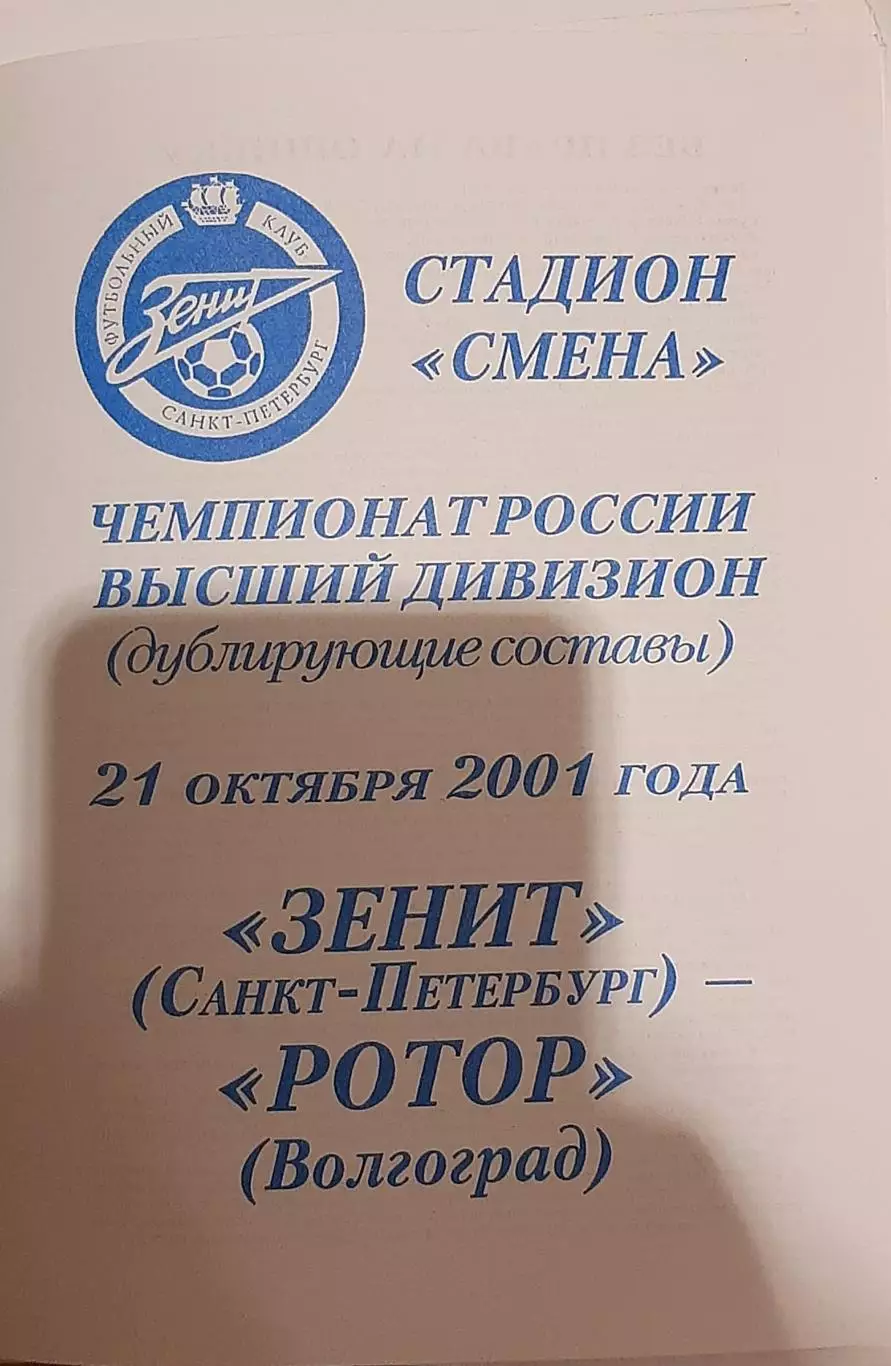 ФУТБОЛЬНЫЙ КЛУБ
Зенит
САНКТ-ПЕТЕРБУРГ
СТАДИОН
«СМЕНА»
ЧЕМПИОНАТ РОССИИ
ВЫСШИЙ ДИВИЗИОН
(дублирующие составы)
21 ОКТЯБРЯ 2001 ГОДА
«ЗЕНИТ»
(САНКТ-ПЕТЕРБУРГ) —
«РОТОР»
(Волгоград)